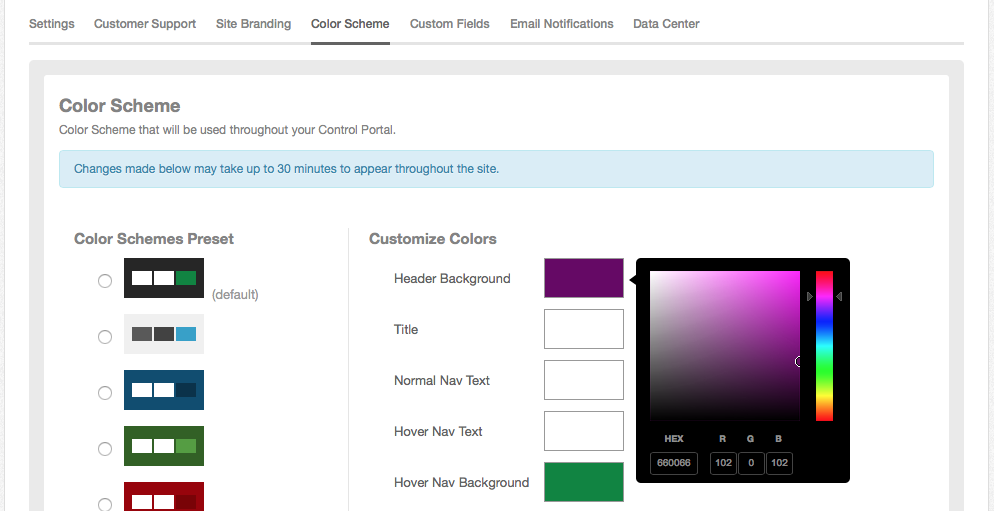 Settings Customer Support Site Branding Color Scheme Custom Fields Email Notifications Data Center
Color Scheme
Color Scheme that will be used throughout your Control Portal.
Changes made below may take up to 30 minutes to appear throughout the site.
Color Schemes Preset
(default)
Customize Colors
Header Background
Title
Normal Nav Text
Hover Nav Text
Hover Nav Background
HEX R G B
660066 102 0 102